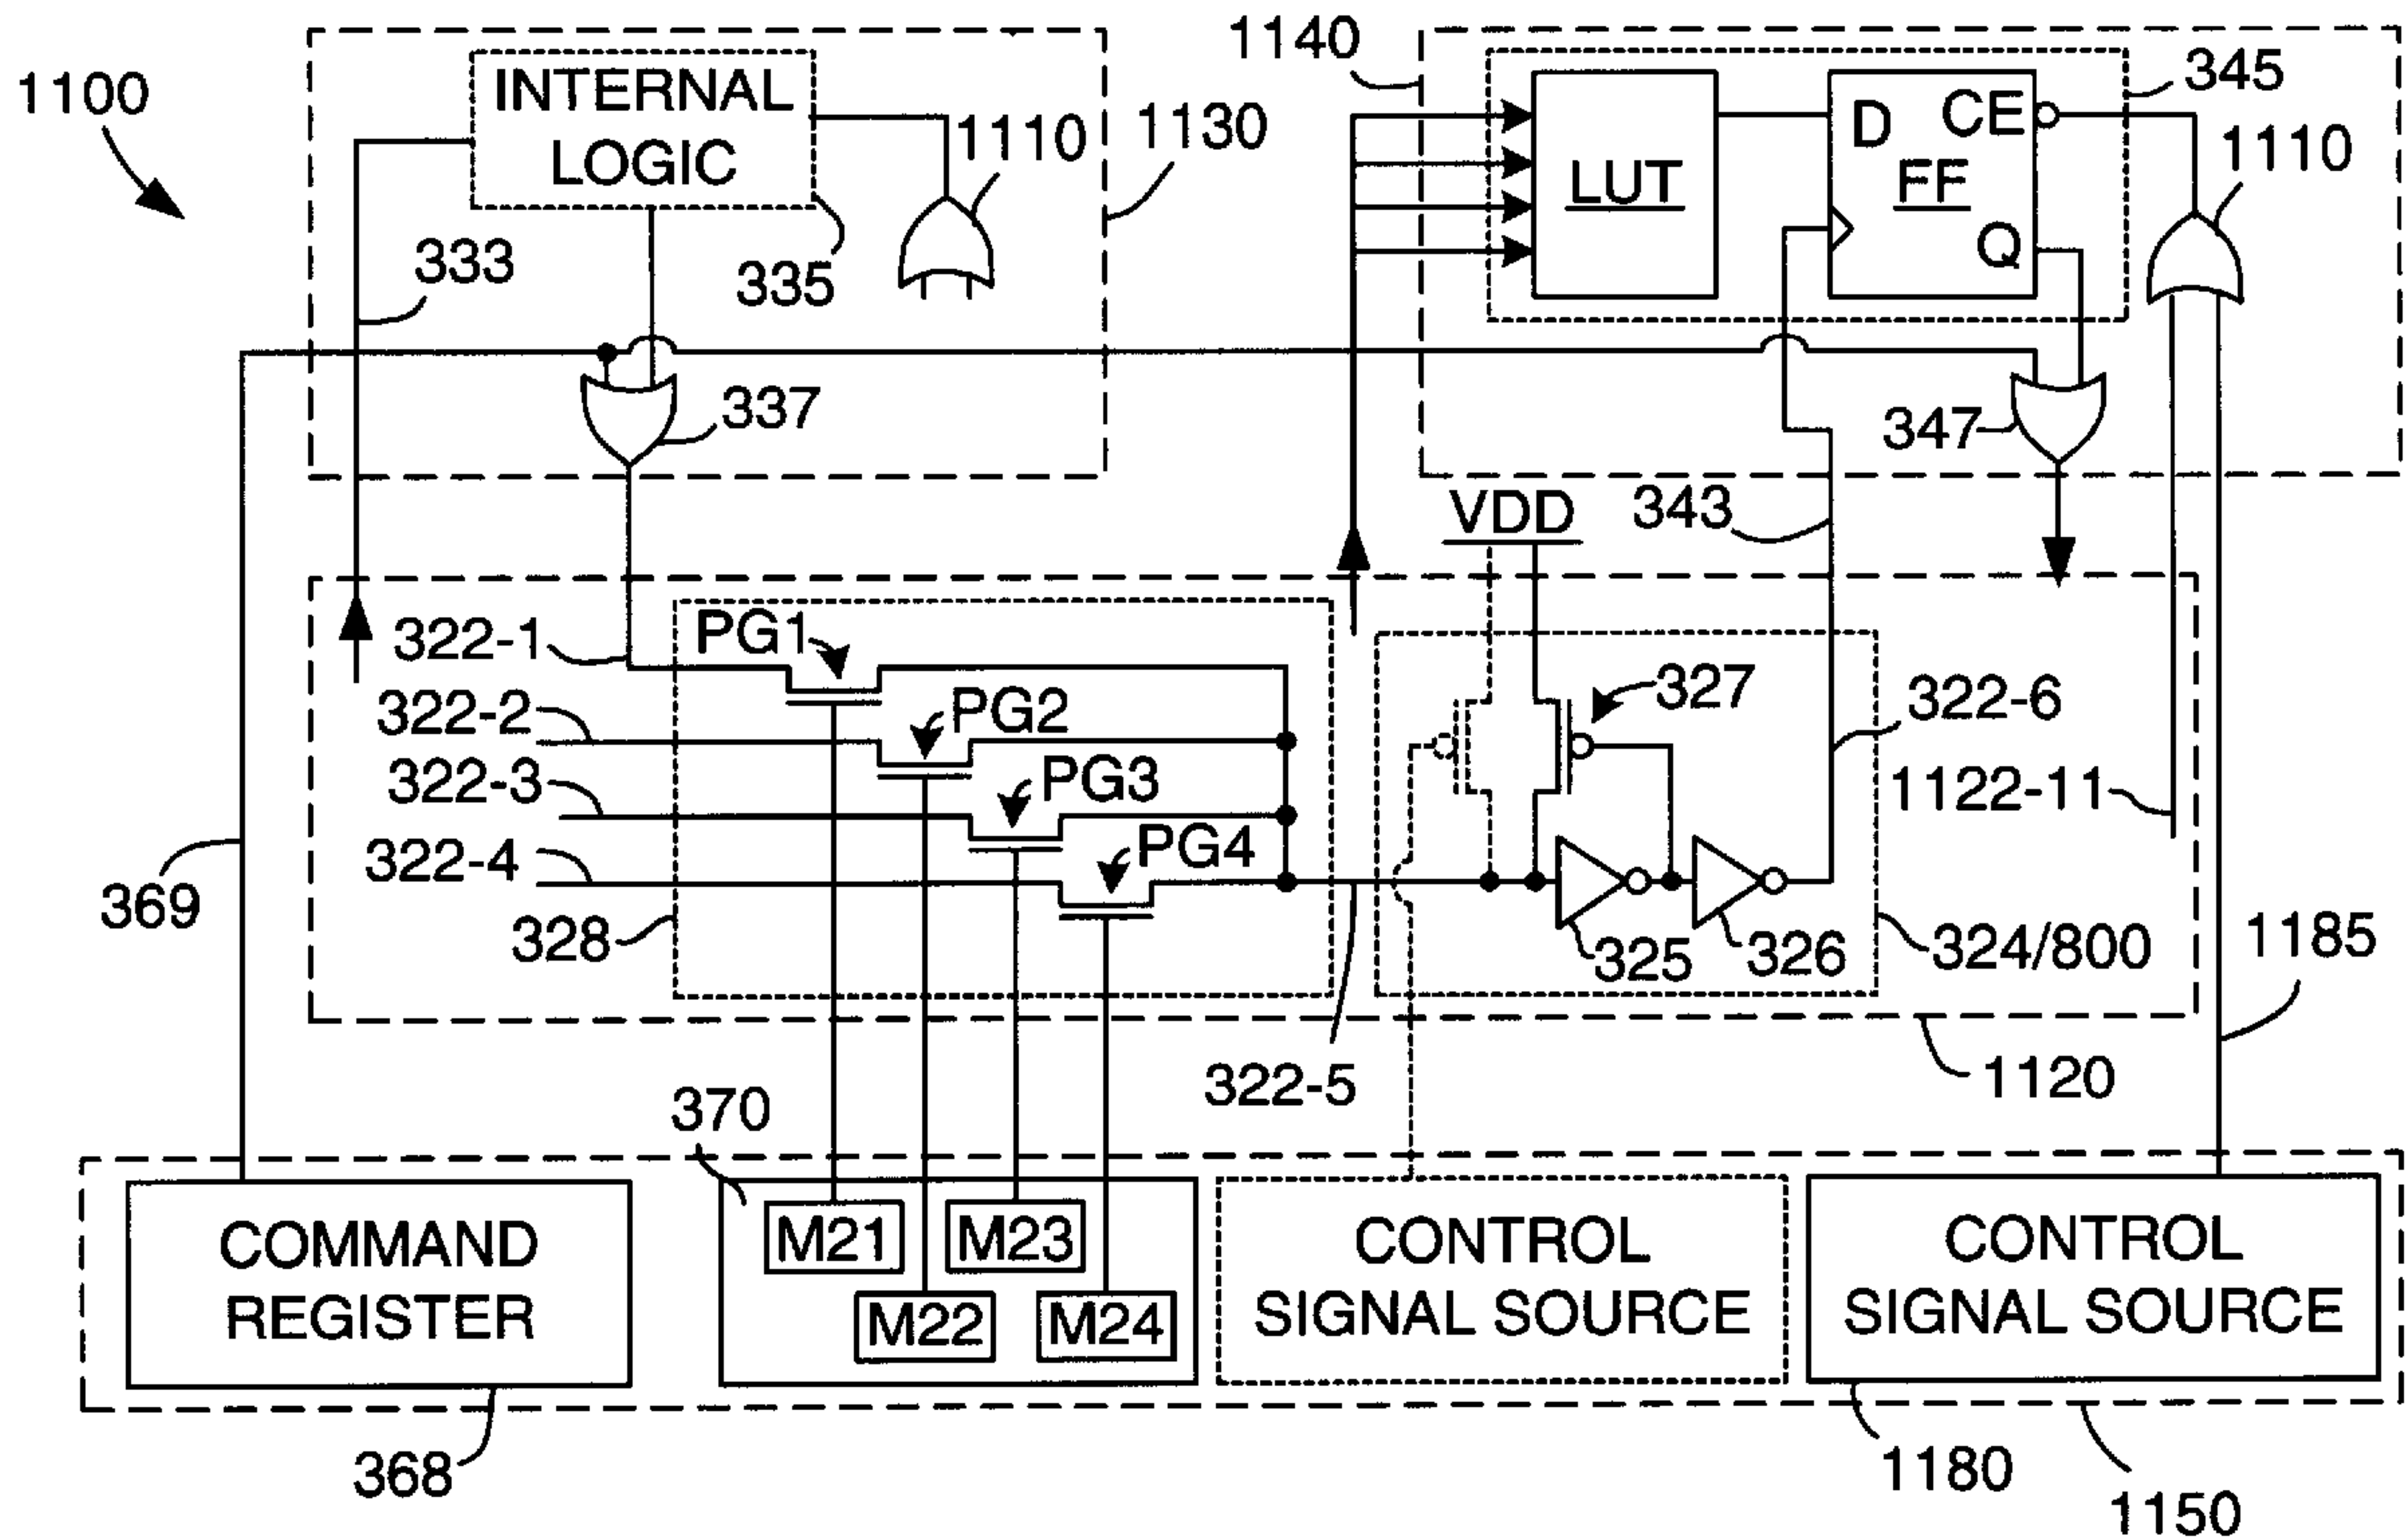 1100
INTERNAL
LOGIC
1110
1130
333
335
337
1140
LUT
D
CE
FF
Q
345
1110
347
VDD
343
322-1
PG1
322-2
PG2
322-3
PG3
322-4
PG4
328
327
322-6
1122-11
325
326
324/800
1185
369
322-5
1120
370
COMMAND
REGISTER
M21
M23
M22
M24
CONTROL
SIGNAL SOURCE
CONTROL
SIGNAL SOURCE
368
1180
1150